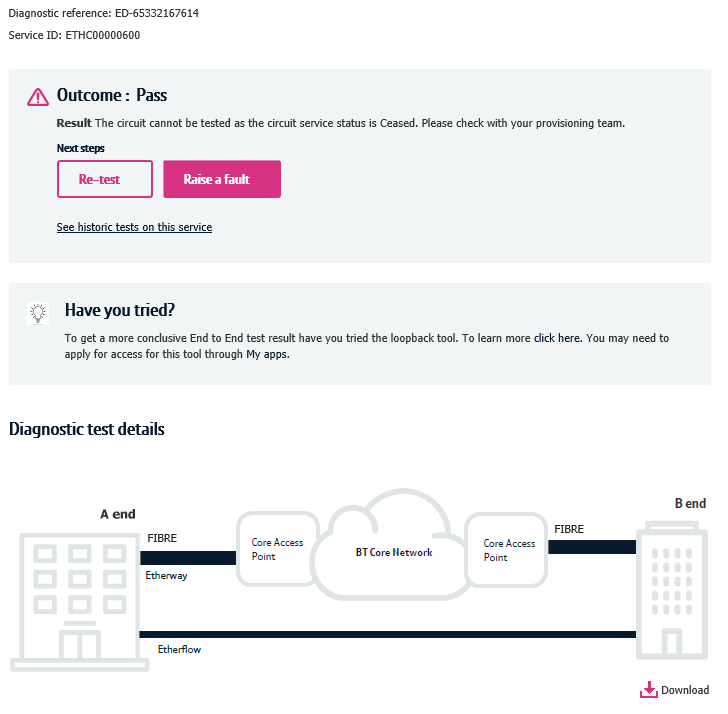 Diagnostic reference: ED-65332167614
Service ID: ETHC00000600
Outcome : Pass
Result The circuit cannot be tested as the circuit service status is Ceased. Please check with your provisioning team.
Next steps
Re-test
Raise a fault
See historic tests on this service
Have you tried?
To get a more conclusive End to End test result have you tried the loopback tool. To learn more click here. You may need to
apply for access for this tool through My apps.
Diagnostic test details
A end
B end
FIBRE
FIBRE
Core Access
Point
BT Core Network
Core Access
Point
Etherway
Etherflow
Download